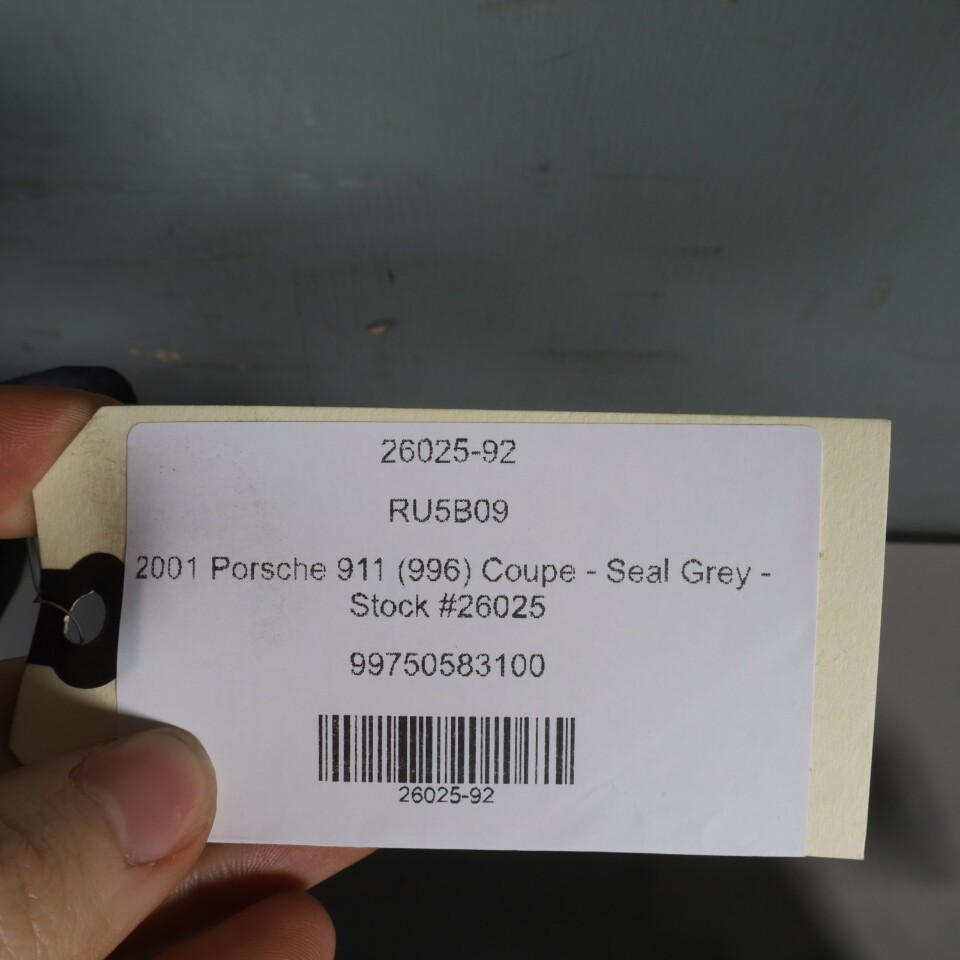 26025-92
RU5B09
2001 Porsche 911 (996) Coupe - Seal Grey -
Stock #26025
99750583100
26025-92